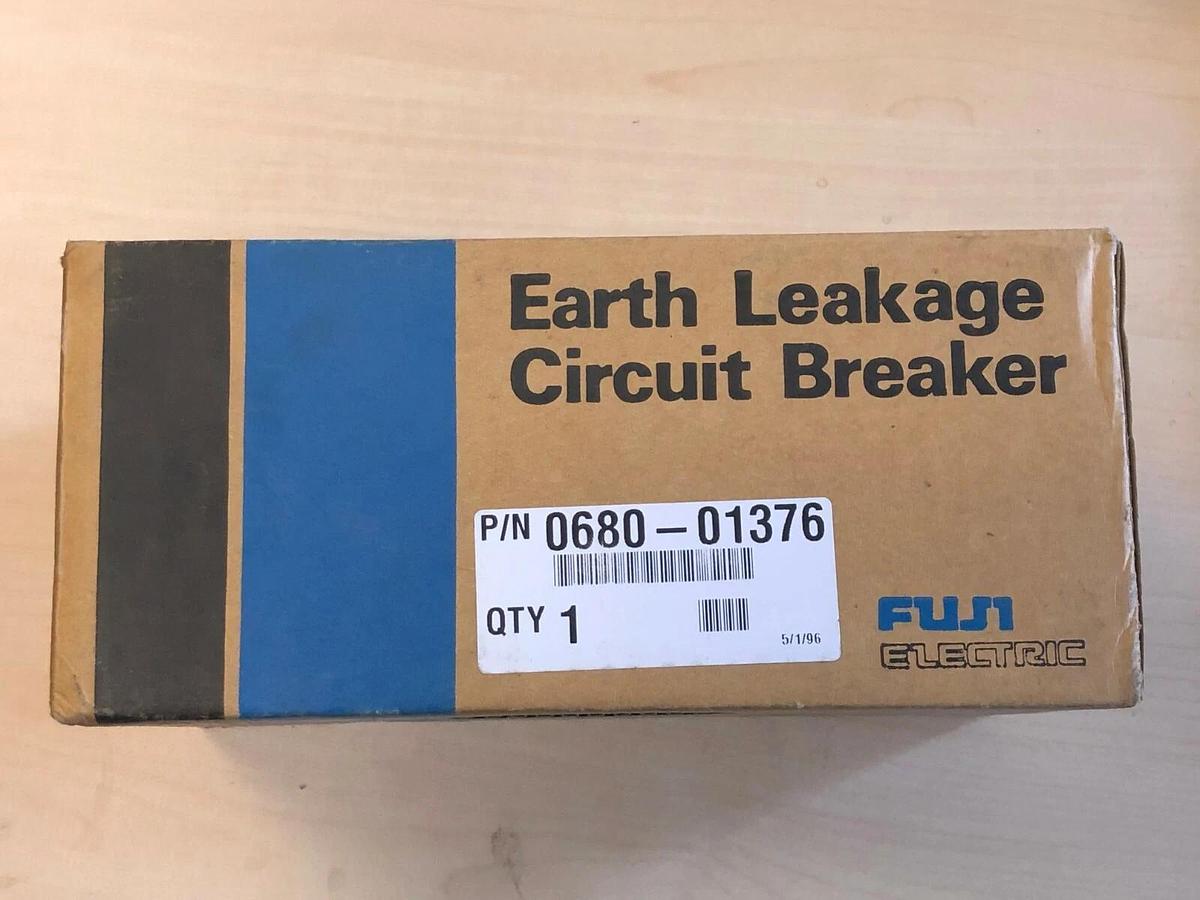 Earth Leakage
Circuit Breaker
P/N 0680-01376
QTY 1
5/1/96
FUJI
ELECTRIC